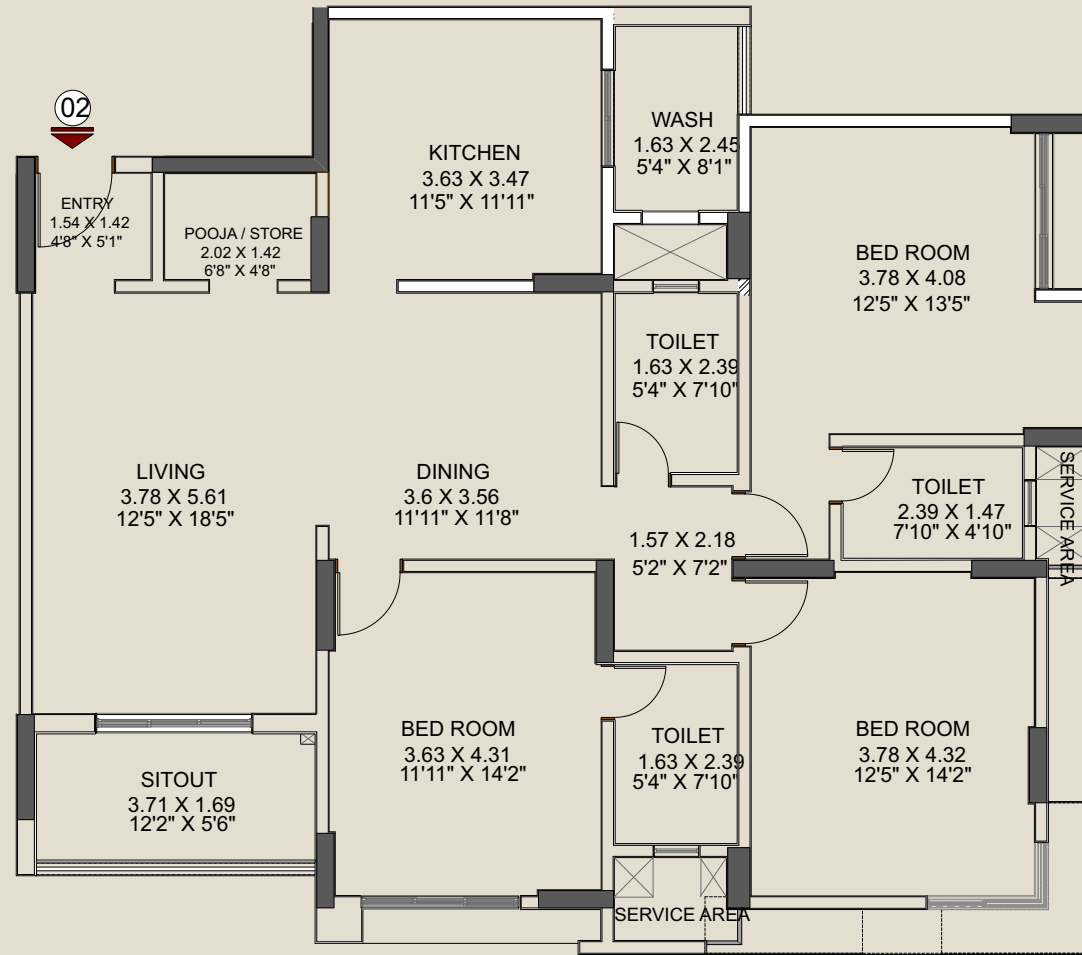 02
ENTRY
1.54 X 1.42
4'8" X 5'1"
POOJA / STORE
2.02 X 1.42
6'8" X 4'8"
KITCHEN
3.63 X 3.47
11'5" X 11'11"
WASH
1.63 X 2.45
5'4" X 8'1"
BED ROOM
3.78 X 4.08
12'5" X 13'5"
TOILET
1.63 X 2.39
5'4" X 7'10"
LIVING
3.78 X 5.61
12'5" X 18'5"
DINING
3.6 X 3.56
11'11" X 11'8"
1.57 X 2.18
5'2" X 7'2"
TOILET
2.39 X 1.47
7'10" X 4'10"
SERVICE AREA
SITOUT
3.71 X 1.69
12'2" X 5'6"
BED ROOM
3.63 X 4.31
11'11" X 14'2"
TOILET
1.63 X 2.39
5'4" X 7'10"
BED ROOM
3.78 X 4.32
12'5" X 14'2"
SERVICE AREA